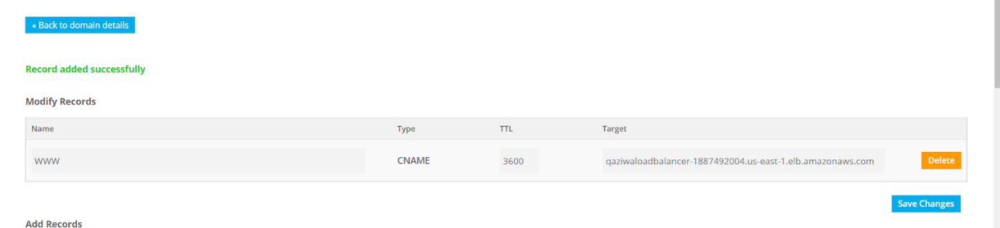 « Back to domain details
Record added successfully
Modify Records
Name Type TTL Target
WWW CNAME 3600 qaziwaloadbalancer-1887492004.us-east-1.elb.amazonaws.com Delete
Save Changes
Add Records